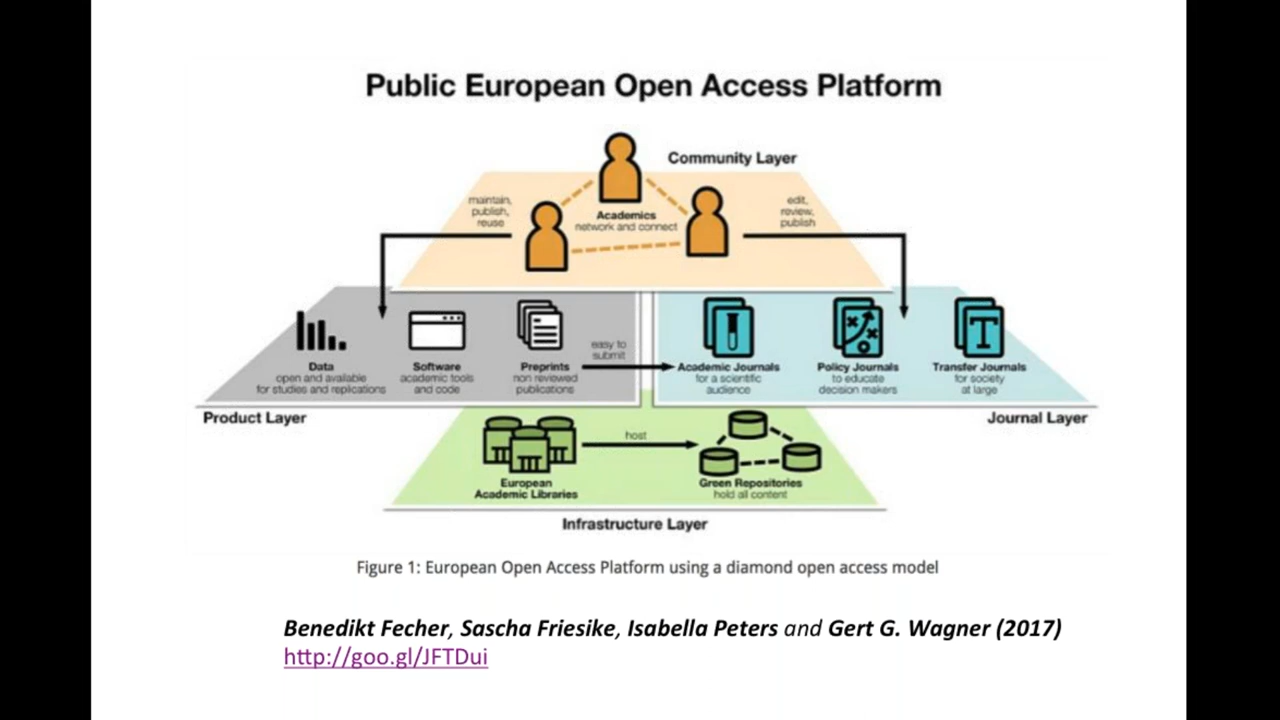 Public European Open Access Platform
Community Layer
maintain,
publish,
reuse
Academics
network and connect
edit,
review,
publish
Data
open and available
for studies and replications
Software
academic tools
and code
Preprints
non reviewed
publications
easy to
submit
Academic Journals
for a scientific
audience
Policy Journals
to educate
decision makers
Transfer Journals
for society
at large
Product Layer
Journal Layer
European
Academic Libraries
host
Green Repositories
hold all content
Infrastructure Layer
Figure 1: European Open Access Platform using a diamond open access model
Benedikt Fecher, Sascha Friesike, Isabella Peters and Gert G. Wagner (2017)
http://goo.gl/JFTDui